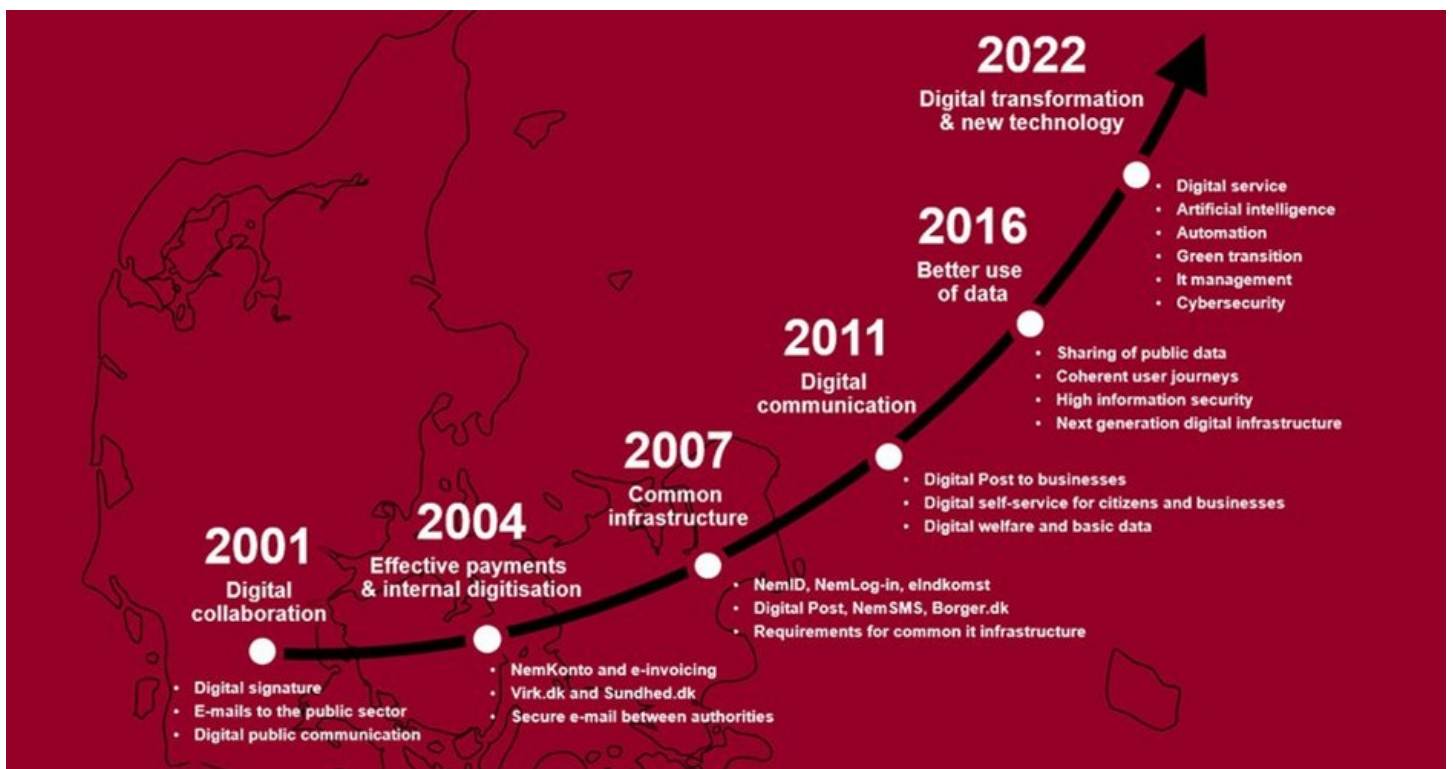 2001
Digital
collaboration
• Digital signature
• E-mails to the public sector
• Digital public communication
2004
Effective payments
& internal digitisation
• NemKonto and e-invoicing
• Virk.dk and Sundhed.dk
• Secure e-mail between authorities
2007
Common
infrastructure
• NemID, NemLog-in, eIndkomst
• Digital Post, NemSMS, Borger.dk
• Requirements for common it infrastructure
2011
Digital
communication
• Digital Post to businesses
• Digital self-service for citizens and businesses
• Digital welfare and basic data
2016
Better use
of data
• Sharing of public data
• Coherent user journeys
• High information security
• Next generation digital infrastructure
2022
Digital transformation
& new technology
• Digital service
• Artificial intelligence
• Automation
• Green transition
• It management
• Cybersecurity